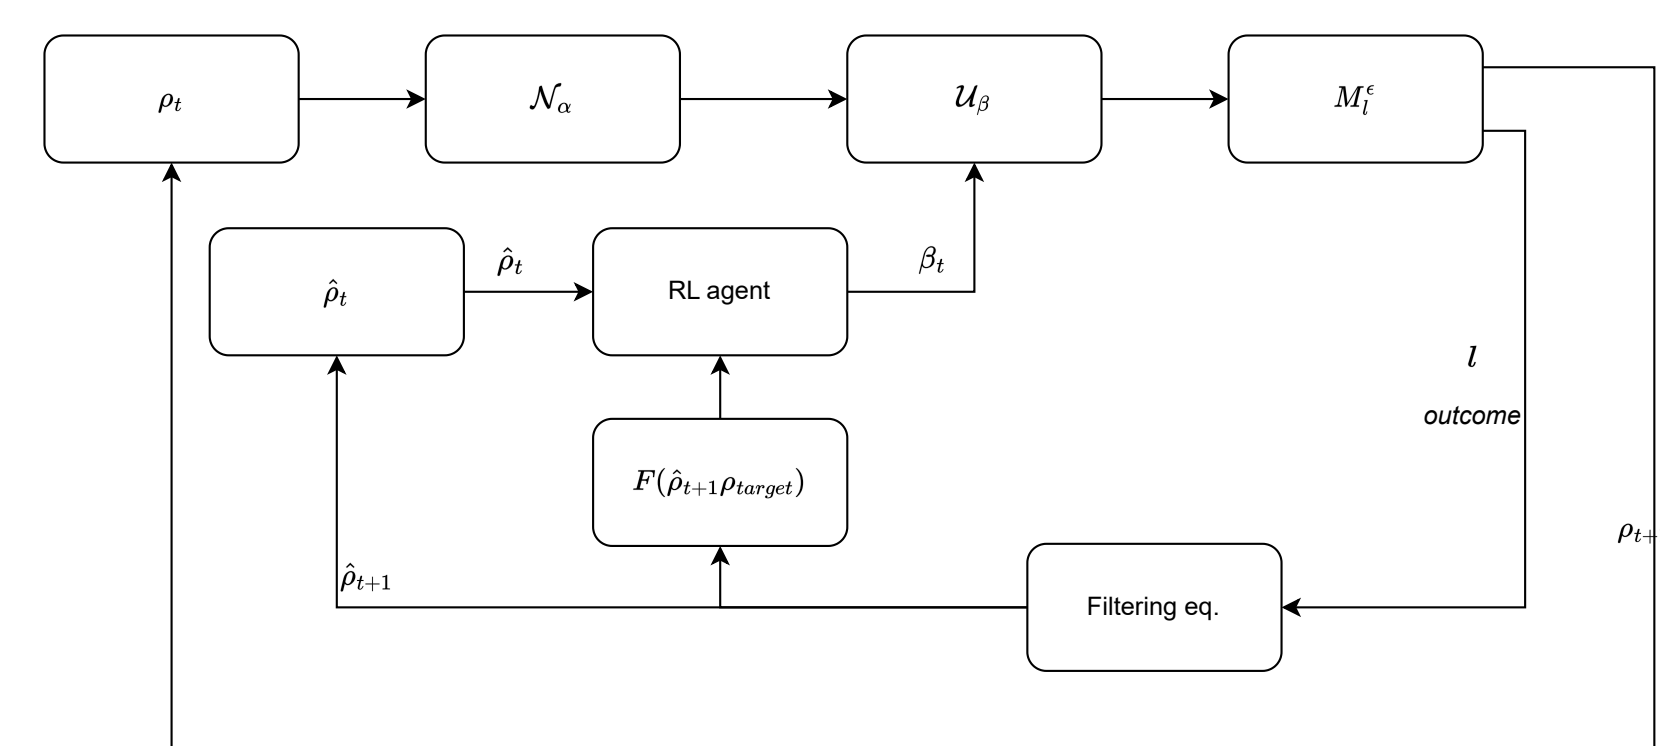 ρ_t
𝒩_α
𝒰_β
M_l^ϵ
ρ̂_t
ρ̂_t
RL agent
β_t
l
outcome
F(ρ̂_{t+1}ρ_{target})
ρ_{t+
ρ̂_{t+1}
Filtering eq.